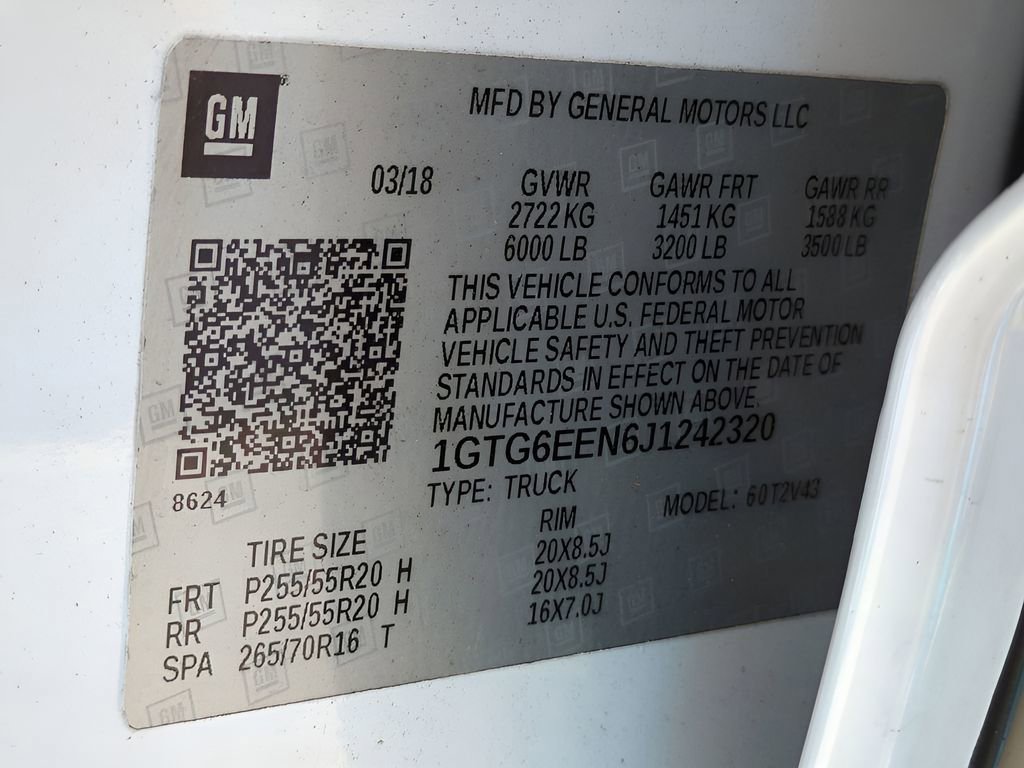 GM
MFD BY GENERAL MOTORS LLC
03/18 GVWR GAWR FRT GAWR RR
2722 KG 1451 KG 1588 KG
6000 LB 3200 LB 3500 LB
THIS VEHICLE CONFORMS TO ALL
APPLICABLE U.S. FEDERAL MOTOR
VEHICLE SAFETY AND THEFT PREVENTION
STANDARDS IN EFFECT ON THE DATE OF
MANUFACTURE SHOWN ABOVE.
1GTG6EEN6J1242320
8624
TYPE: TRUCK MODEL: 60T2V43
TIRE SIZE RIM
FRT P255/55R20 H 20X8.5J
RR P255/55R20 H 20X8.5J
SPA 265/70R16 T 16X7.0J